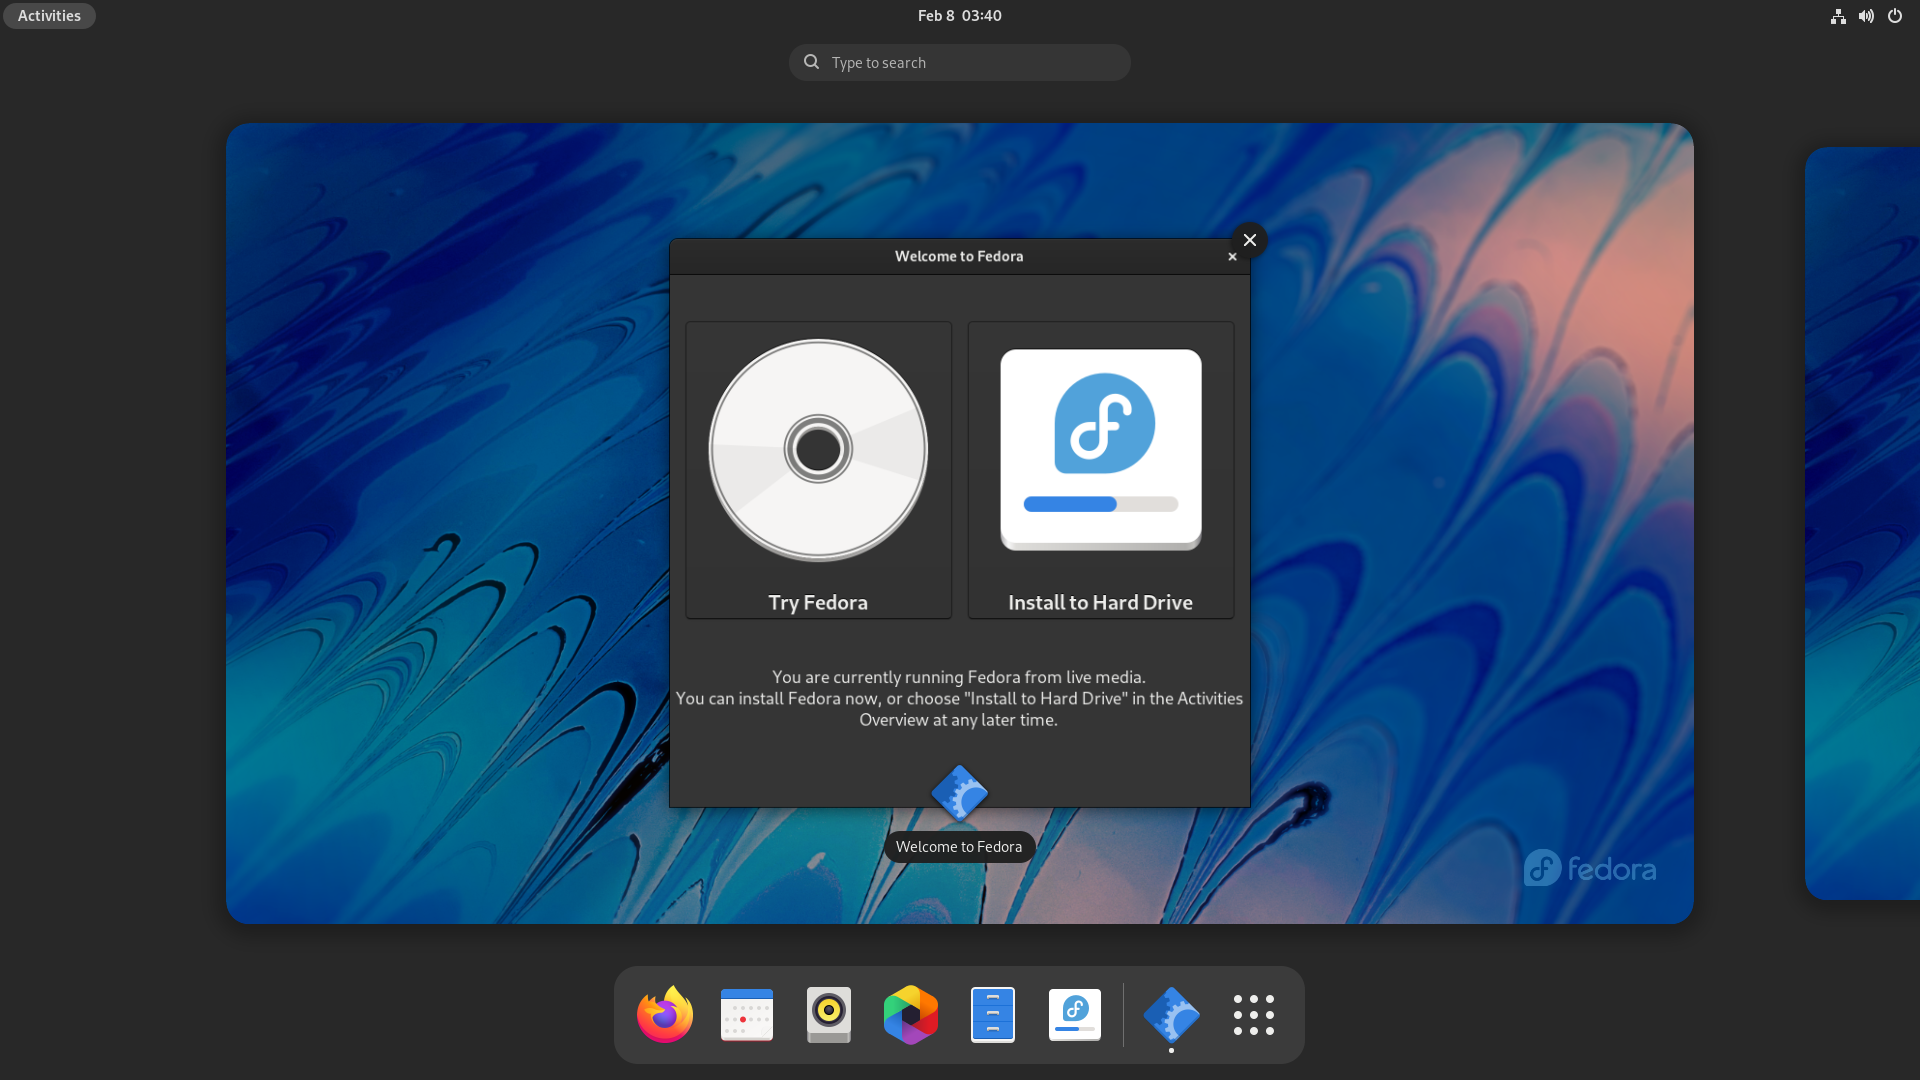 Activities
Feb 8 03:40
Type to search
Welcome to Fedora
Try Fedora
Install to Hard Drive
You are currently running Fedora from live media.
You can install Fedora now, or choose "Install to Hard Drive" in the Activities
Overview at any later time.
Welcome to Fedora
fedora